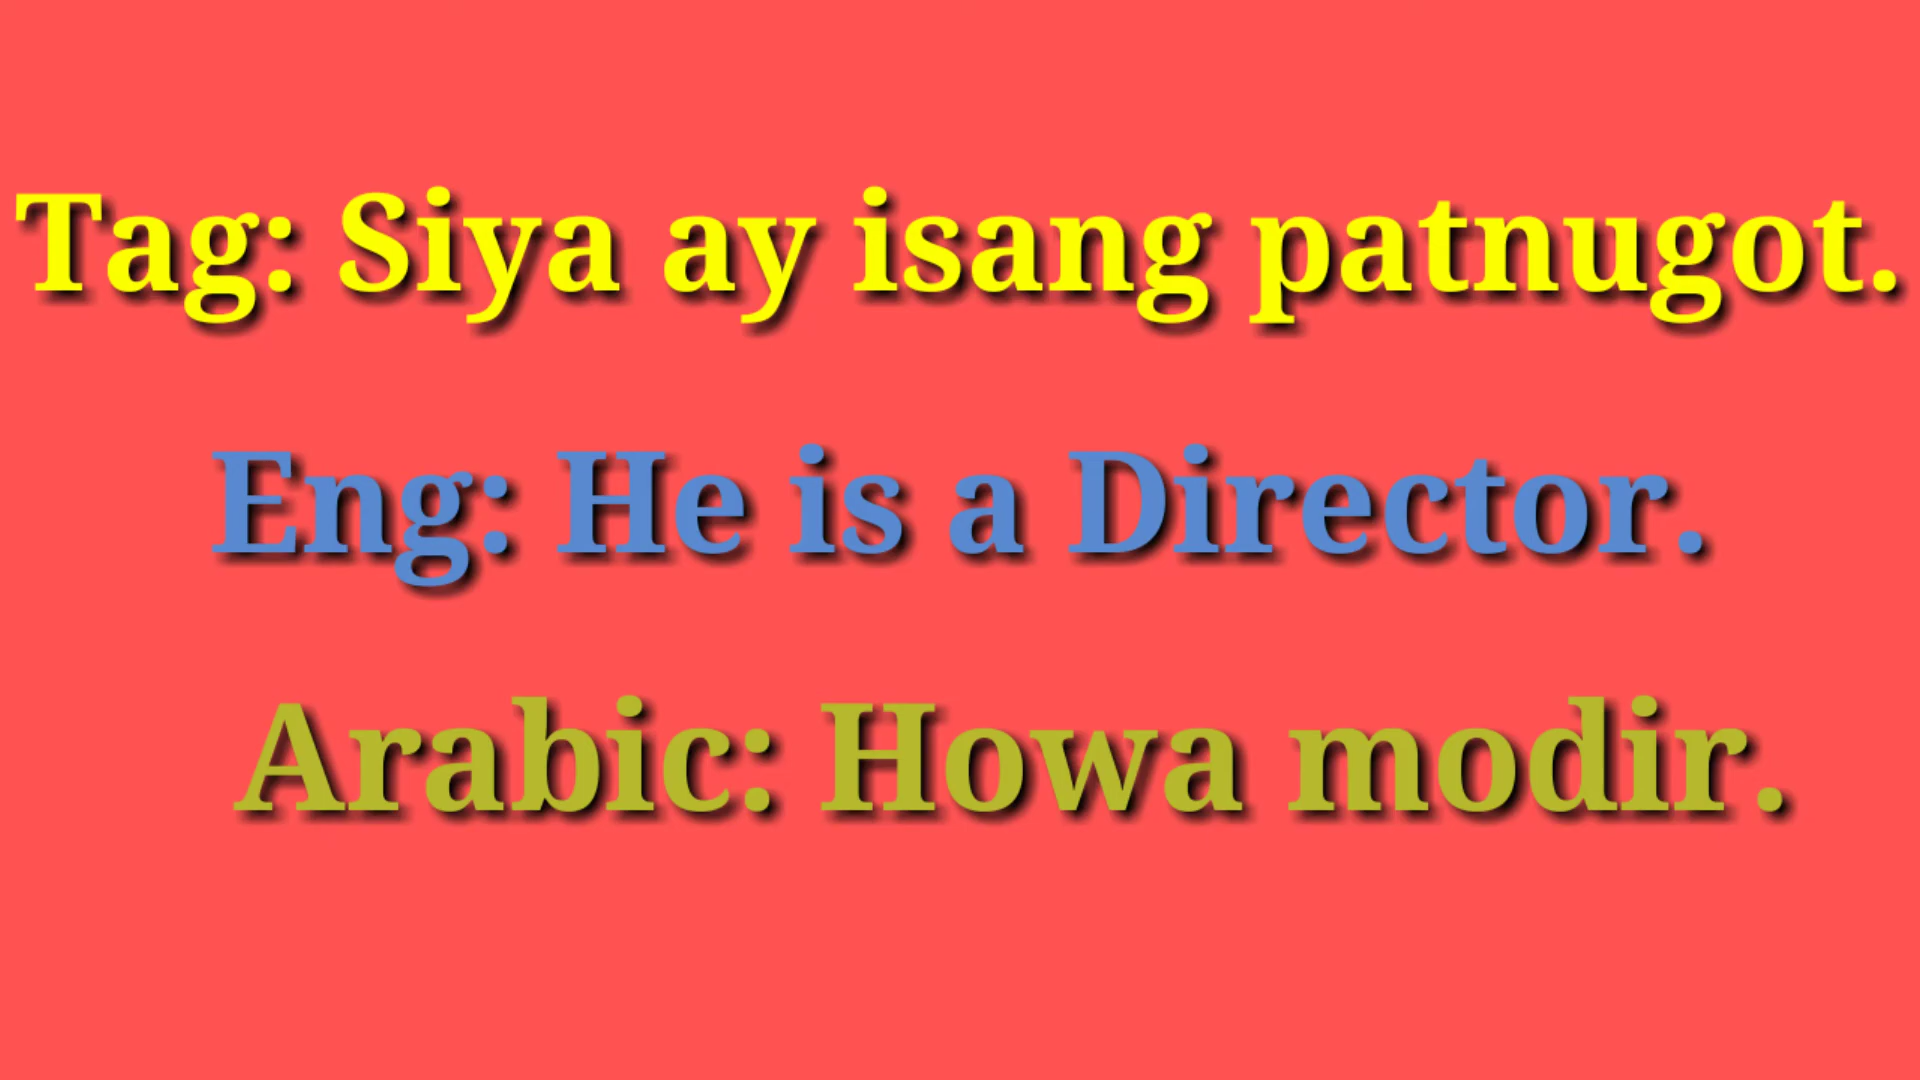 Tag: Siya ay isang patnugot.
Eng: He is a Director.
Arabic: Howa modir.